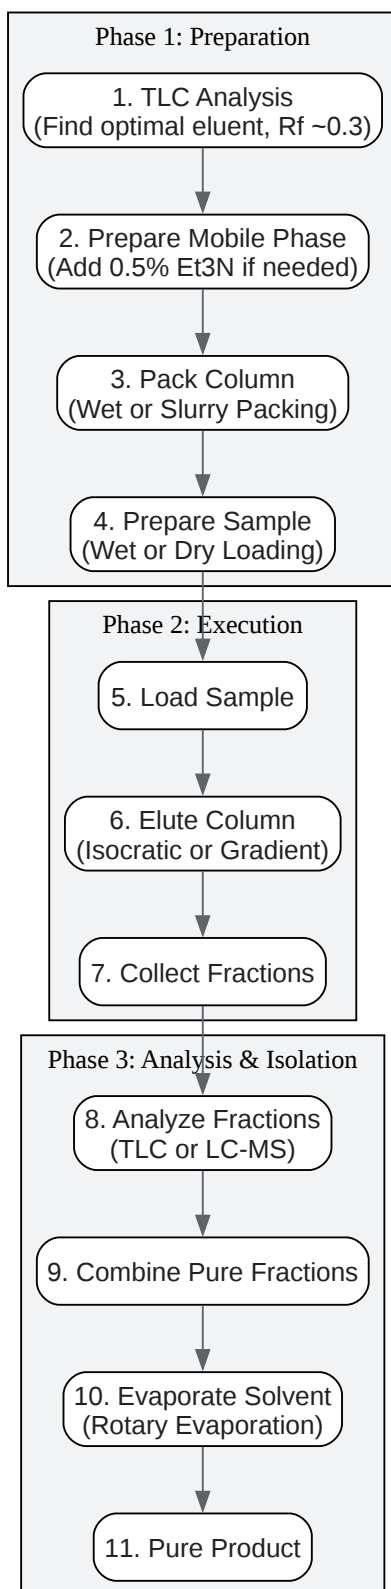 Phase 1: Preparation
1. TLC Analysis
(Find optimal eluent, Rf ~0.3)
2. Prepare Mobile Phase
(Add 0.5% Et3N if needed)
3. Pack Column
(Wet or Slurry Packing)
4. Prepare Sample
(Wet or Dry Loading)
Phase 2: Execution
5. Load Sample
6. Elute Column
(Isocratic or Gradient)
7. Collect Fractions
Phase 3: Analysis & Isolation
8. Analyze Fractions
(TLC or LC-MS)
9. Combine Pure Fractions
10. Evaporate Solvent
(Rotary Evaporation)
11. Pure Product